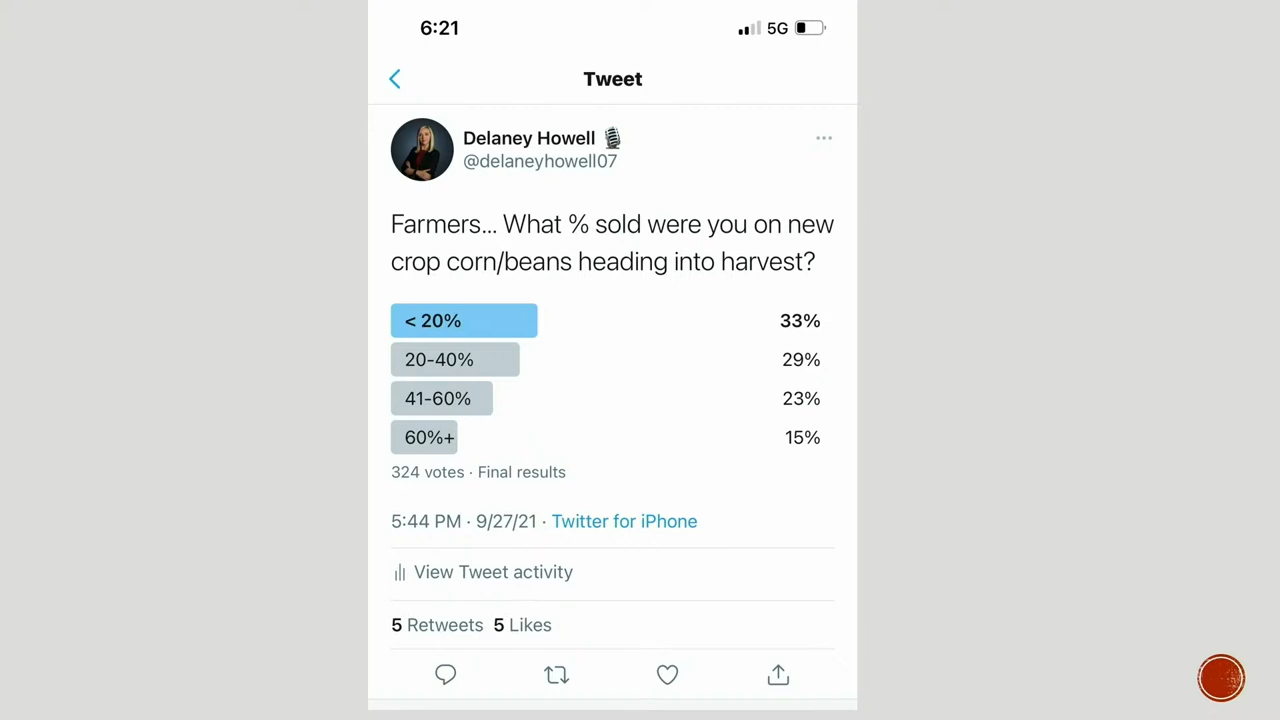 6:21 5G
Tweet
Delaney Howell 🎙️
@delaneyhowell07
Farmers... What % sold were you on new
crop corn/beans heading into harvest?
< 20% 33%
20-40% 29%
41-60% 23%
60%+ 15%
324 votes · Final results
5:44 PM · 9/27/21 · Twitter for iPhone
View Tweet activity
5 Retweets 5 Likes